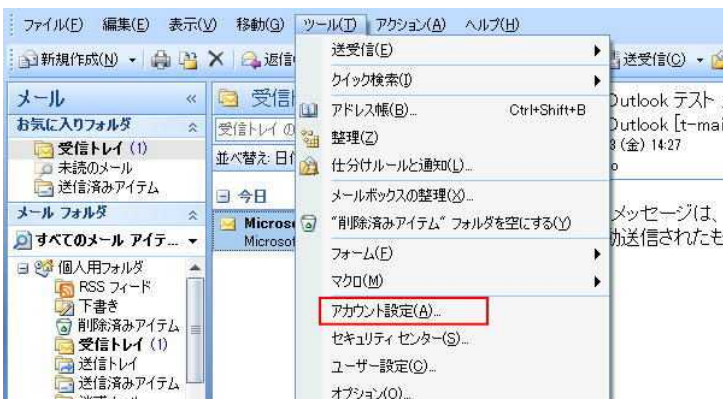 ファイル(F) 編集(E) 表示(V) 移動(G) ツール(T) アクション(A) ヘルプ(H)
新規作成(N) 返信 送受信(C)
メール
お気に入りフォルダ
受信トレイ (1)
未読のメール
送信済みアイテム
メール フォルダ
すべてのメール アイテ...
個人用フォルダ
RSS フィード
下書き
削除済みアイテム
受信トレイ (1)
送信トレイ
送信済みアイテム
受信
受信トレイ の
並べ替え: 日付
今日
Microso
Microsof
送受信(E)
クイック検索(I)
アドレス帳(B)... Ctrl+Shift+B
整理(Z)
仕分けルールと通知(L)...
メールボックスの整理(X)...
"削除済みアイテム" フォルダを空にする(Y)
フォーム(F)
マクロ(M)
アカウント設定(A)...
セキュリティ センター(S)...
ユーザー設定(C)...
オプション(O)...
Outlook テスト
Outlook [t-mai
3 (金) 14:27
o
メッセージは、
動送信されたも